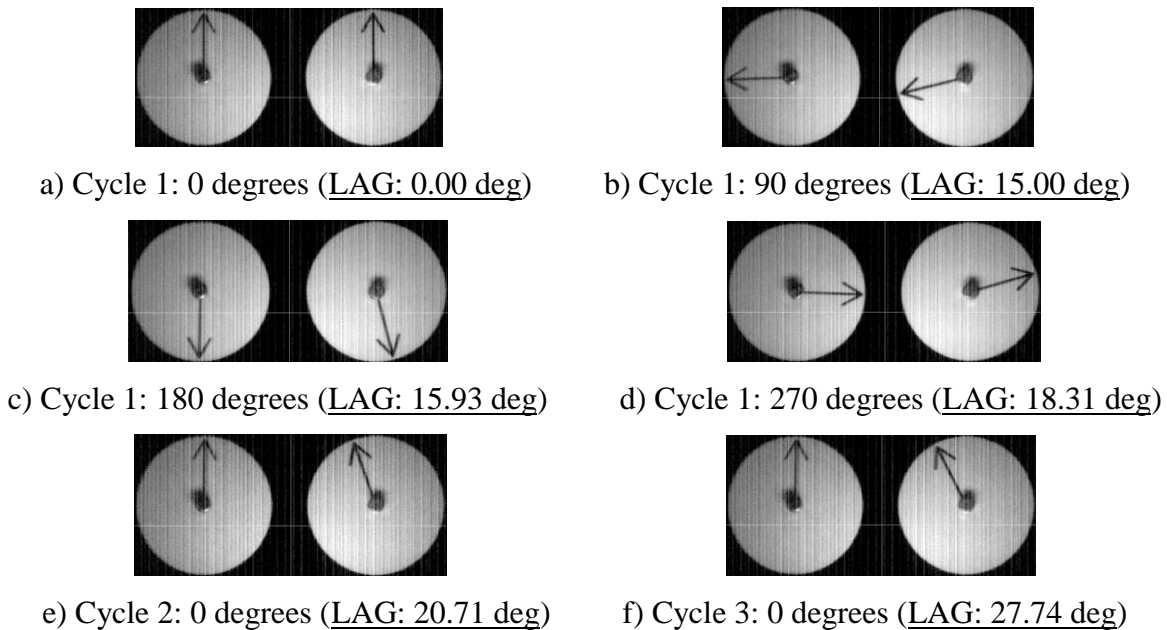 a) Cycle 1: 0 degrees (LAG: 0.00 deg)
b) Cycle 1: 90 degrees (LAG: 15.00 deg)
c) Cycle 1: 180 degrees (LAG: 15.93 deg)
d) Cycle 1: 270 degrees (LAG: 18.31 deg)
e) Cycle 2: 0 degrees (LAG: 20.71 deg)
f) Cycle 3: 0 degrees (LAG: 27.74 deg)